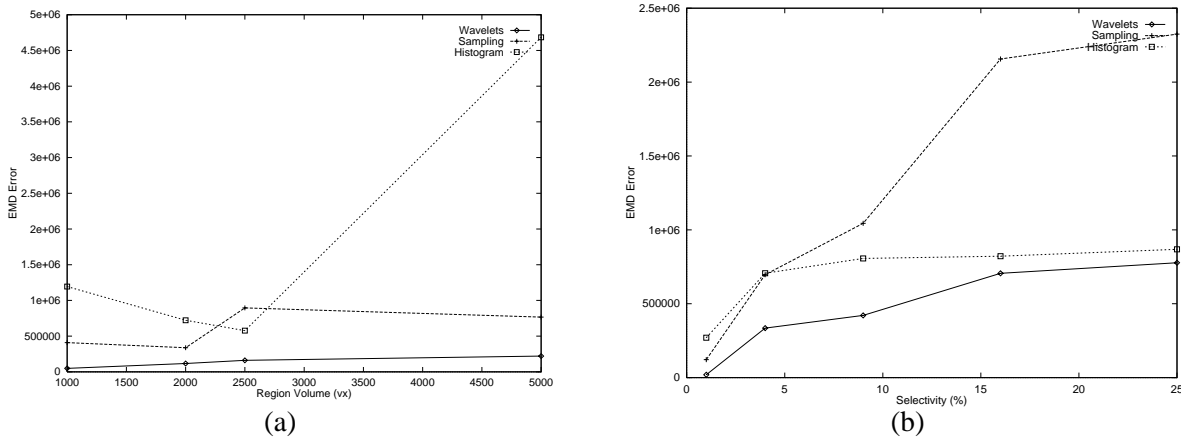 5e+06
4.5e+06
4e+06
3.5e+06
3e+06
2.5e+06
2e+06
1.5e+06
1e+06
500000
0
EMD Error
Wavelets
Sampling
Histogram
1000 1500 2000 2500 3000 3500 4000 4500 5000
Region Volume (vx)
(a)
2.5e+06
2e+06
1.5e+06
1e+06
500000
0
EMD Error
Wavelets
Sampling
Histogram
0 5 10 15 20 25
Selectivity (%)
(b)